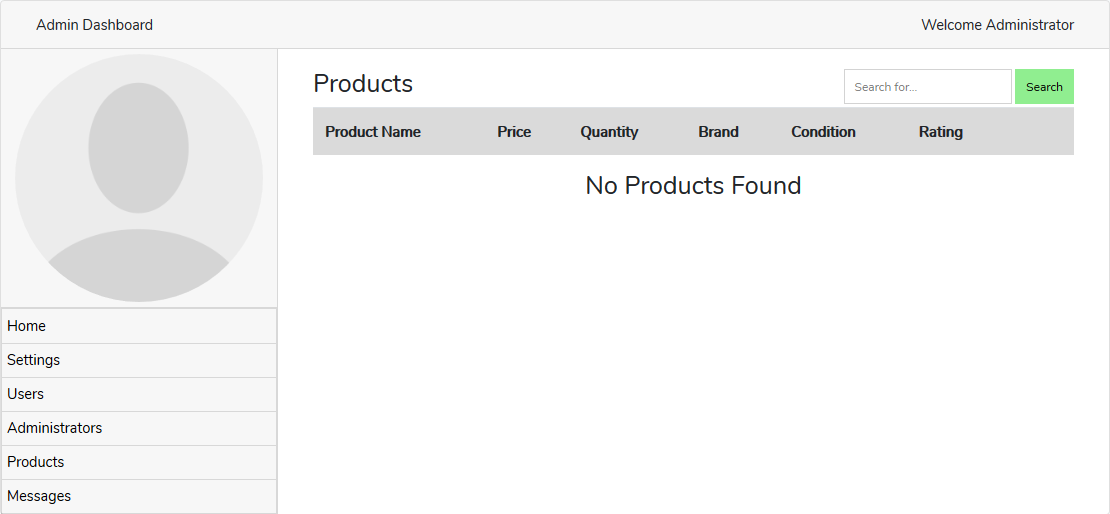 Admin Dashboard
Welcome Administrator
Home
Settings
Users
Administrators
Products
Messages
Products
Search for...
Search
Product Name Price Quantity Brand Condition Rating
No Products Found